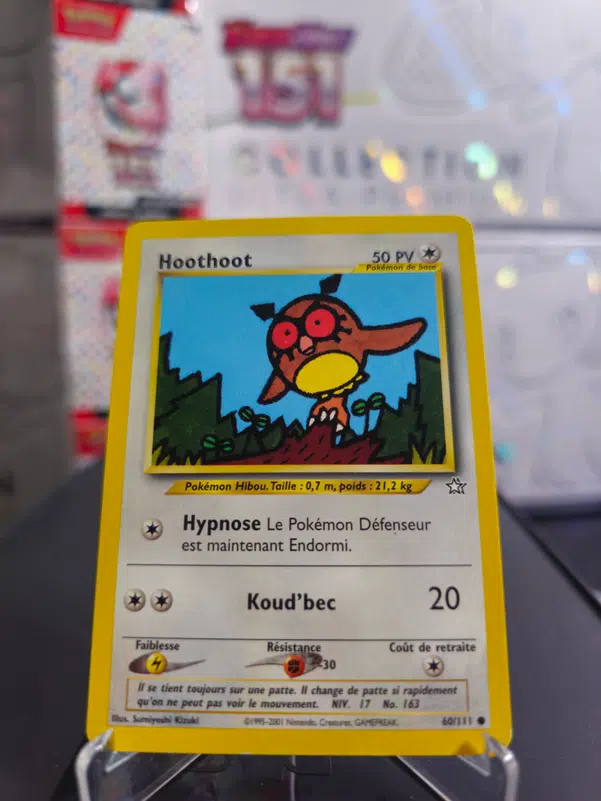 151
COLLECTION
Hoothoot
50 PV
Pokémon de base
Pokémon Hibou. Taille : 0,7 m, poids : 21,2 kg
Hypnose Le Pokémon Défenseur
est maintenant Endormi.
Koud'bec 20
Faiblesse Résistance Coût de retraite
-30
Il se tient toujours sur une patte. Il change de patte si rapidement
qu'on ne peut pas voir le mouvement. NIV. 17 No. 163
Illus. Sumiyoshi Kizuki ©1995-2001 Nintendo, Creatures, GAMEFREAK. 60/111